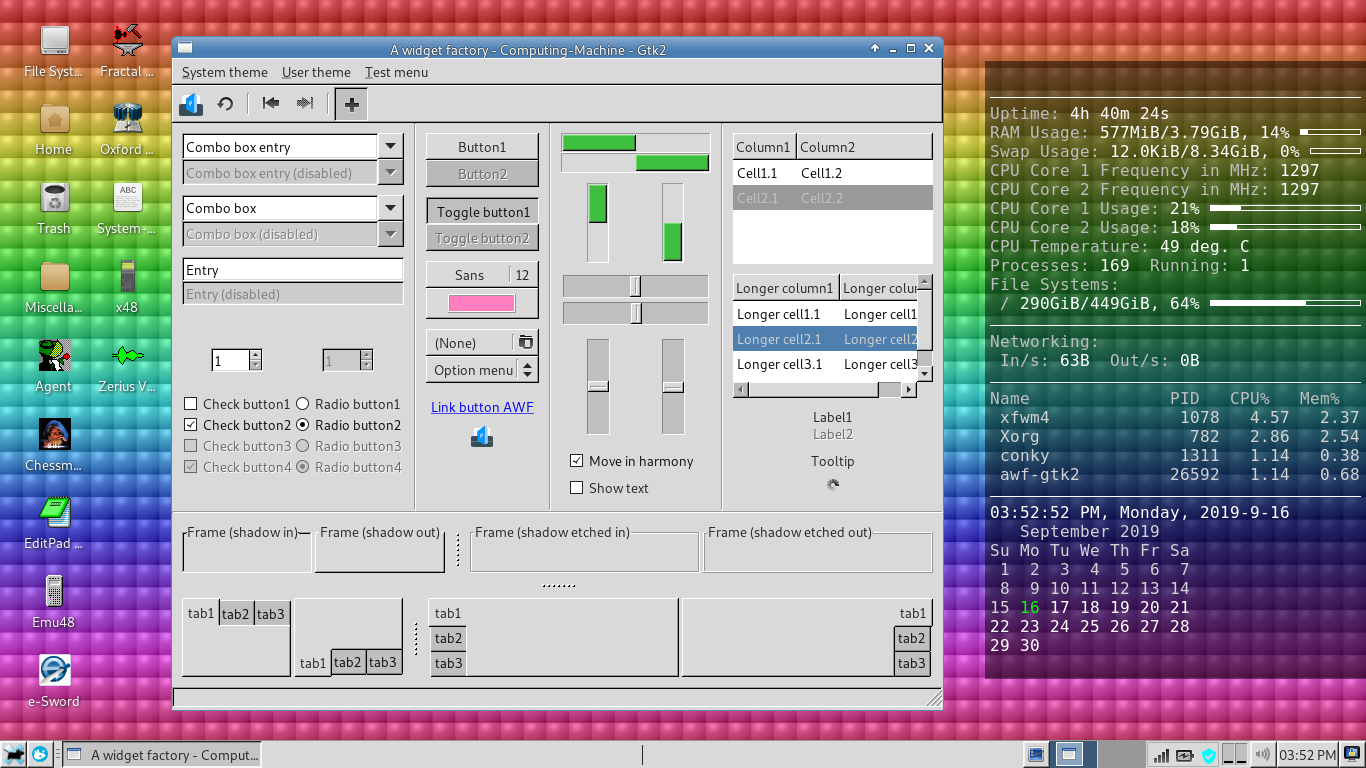 File Syst...
Fractal ...
Home
Oxford ...
Trash
ABC
System-...
Miscella...
x48
Agent
Zerius V...
Chessm...
EditPad ...
Emu48
e-Sword
A widget factory - Computing-Machine - Gtk2
System theme User theme Test menu
Combo box entry
Combo box entry (disabled)
Combo box
Combo box (disabled)
Entry
Entry (disabled)
1 1
Check button1 Radio button1
Check button2 Radio button2
Check button3 Radio button3
Check button4 Radio button4
Button1
Button2
Toggle button1
Toggle button2
Sans 12
(None)
Option menu
Link button AWF
Move in harmony
Show text
Column1 Column2
Cell1.1 Cell1.2
Cell2.1 Cell2.2
Longer column1 Longer colu
Longer cell1.1 Longer cell1
Longer cell2.1 Longer cell2
Longer cell3.1 Longer cell3
Label1
Label2
Tooltip
Frame (shadow in) Frame (shadow out) Frame (shadow etched in) Frame (shadow etched out)
tab1 tab2 tab3
tab1 tab2 tab3
tab1
tab2
tab3
tab1
tab2
tab3
Uptime: 4h 40m 24s
RAM Usage: 577MiB/3.79GiB, 14%
Swap Usage: 12.0KiB/8.34GiB, 0%
CPU Core 1 Frequency in MHz: 1297
CPU Core 2 Frequency in MHz: 1297
CPU Core 1 Usage: 21%
CPU Core 2 Usage: 18%
CPU Temperature: 49 deg. C
Processes: 169 Running: 1
File Systems:
/ 290GiB/449GiB, 64%
Networking:
In/s: 63B Out/s: 0B
Name PID CPU% Mem%
xfwm4 1078 4.57 2.37
Xorg 782 2.86 2.54
conky 1311 1.14 0.38
awf-gtk2 26592 1.14 0.68
03:52:52 PM, Monday, 2019-9-16
September 2019
Su Mo Tu We Th Fr Sa
1 2 3 4 5 6 7
8 9 10 11 12 13 14
15 16 17 18 19 20 21
22 23 24 25 26 27 28
29 30
A widget factory - Comput...
03:52 PM